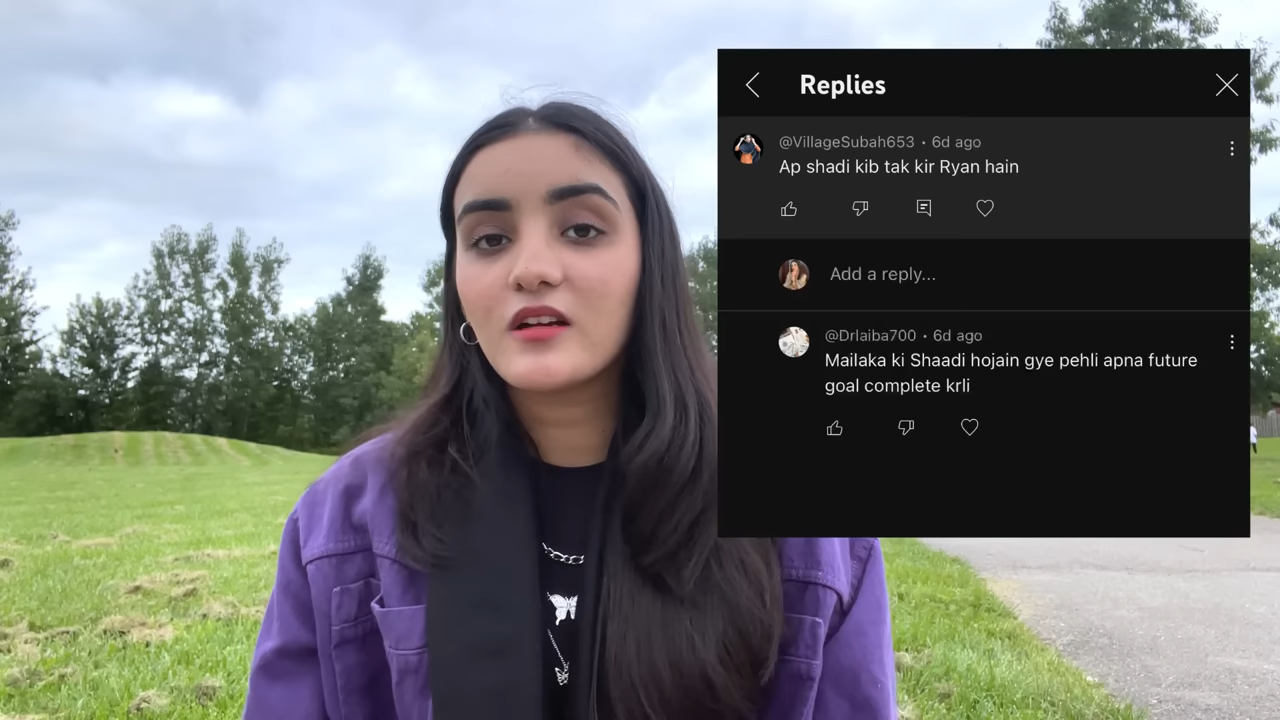 Replies
@VillageSubah653 • 6d ago
Ap shadi kib tak kir Ryan hain
Add a reply...
@Drlaiba700 • 6d ago
Mailaka ki Shaadi hojain gye pehli apna future
goal complete krli